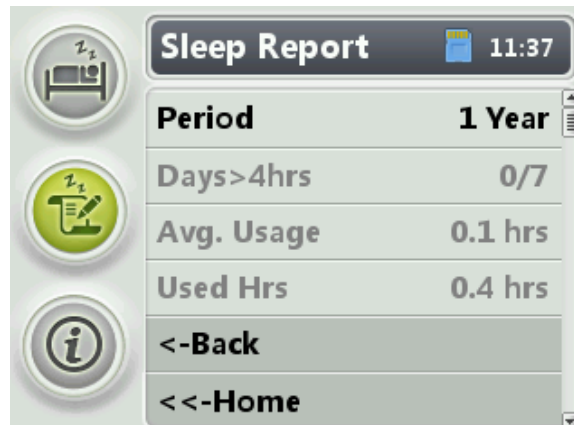 Sleep Report 11:37
Period 1 Year
Days>4hrs 0/7
Avg. Usage 0.1 hrs
Used Hrs 0.4 hrs
<-Back
<<-Home